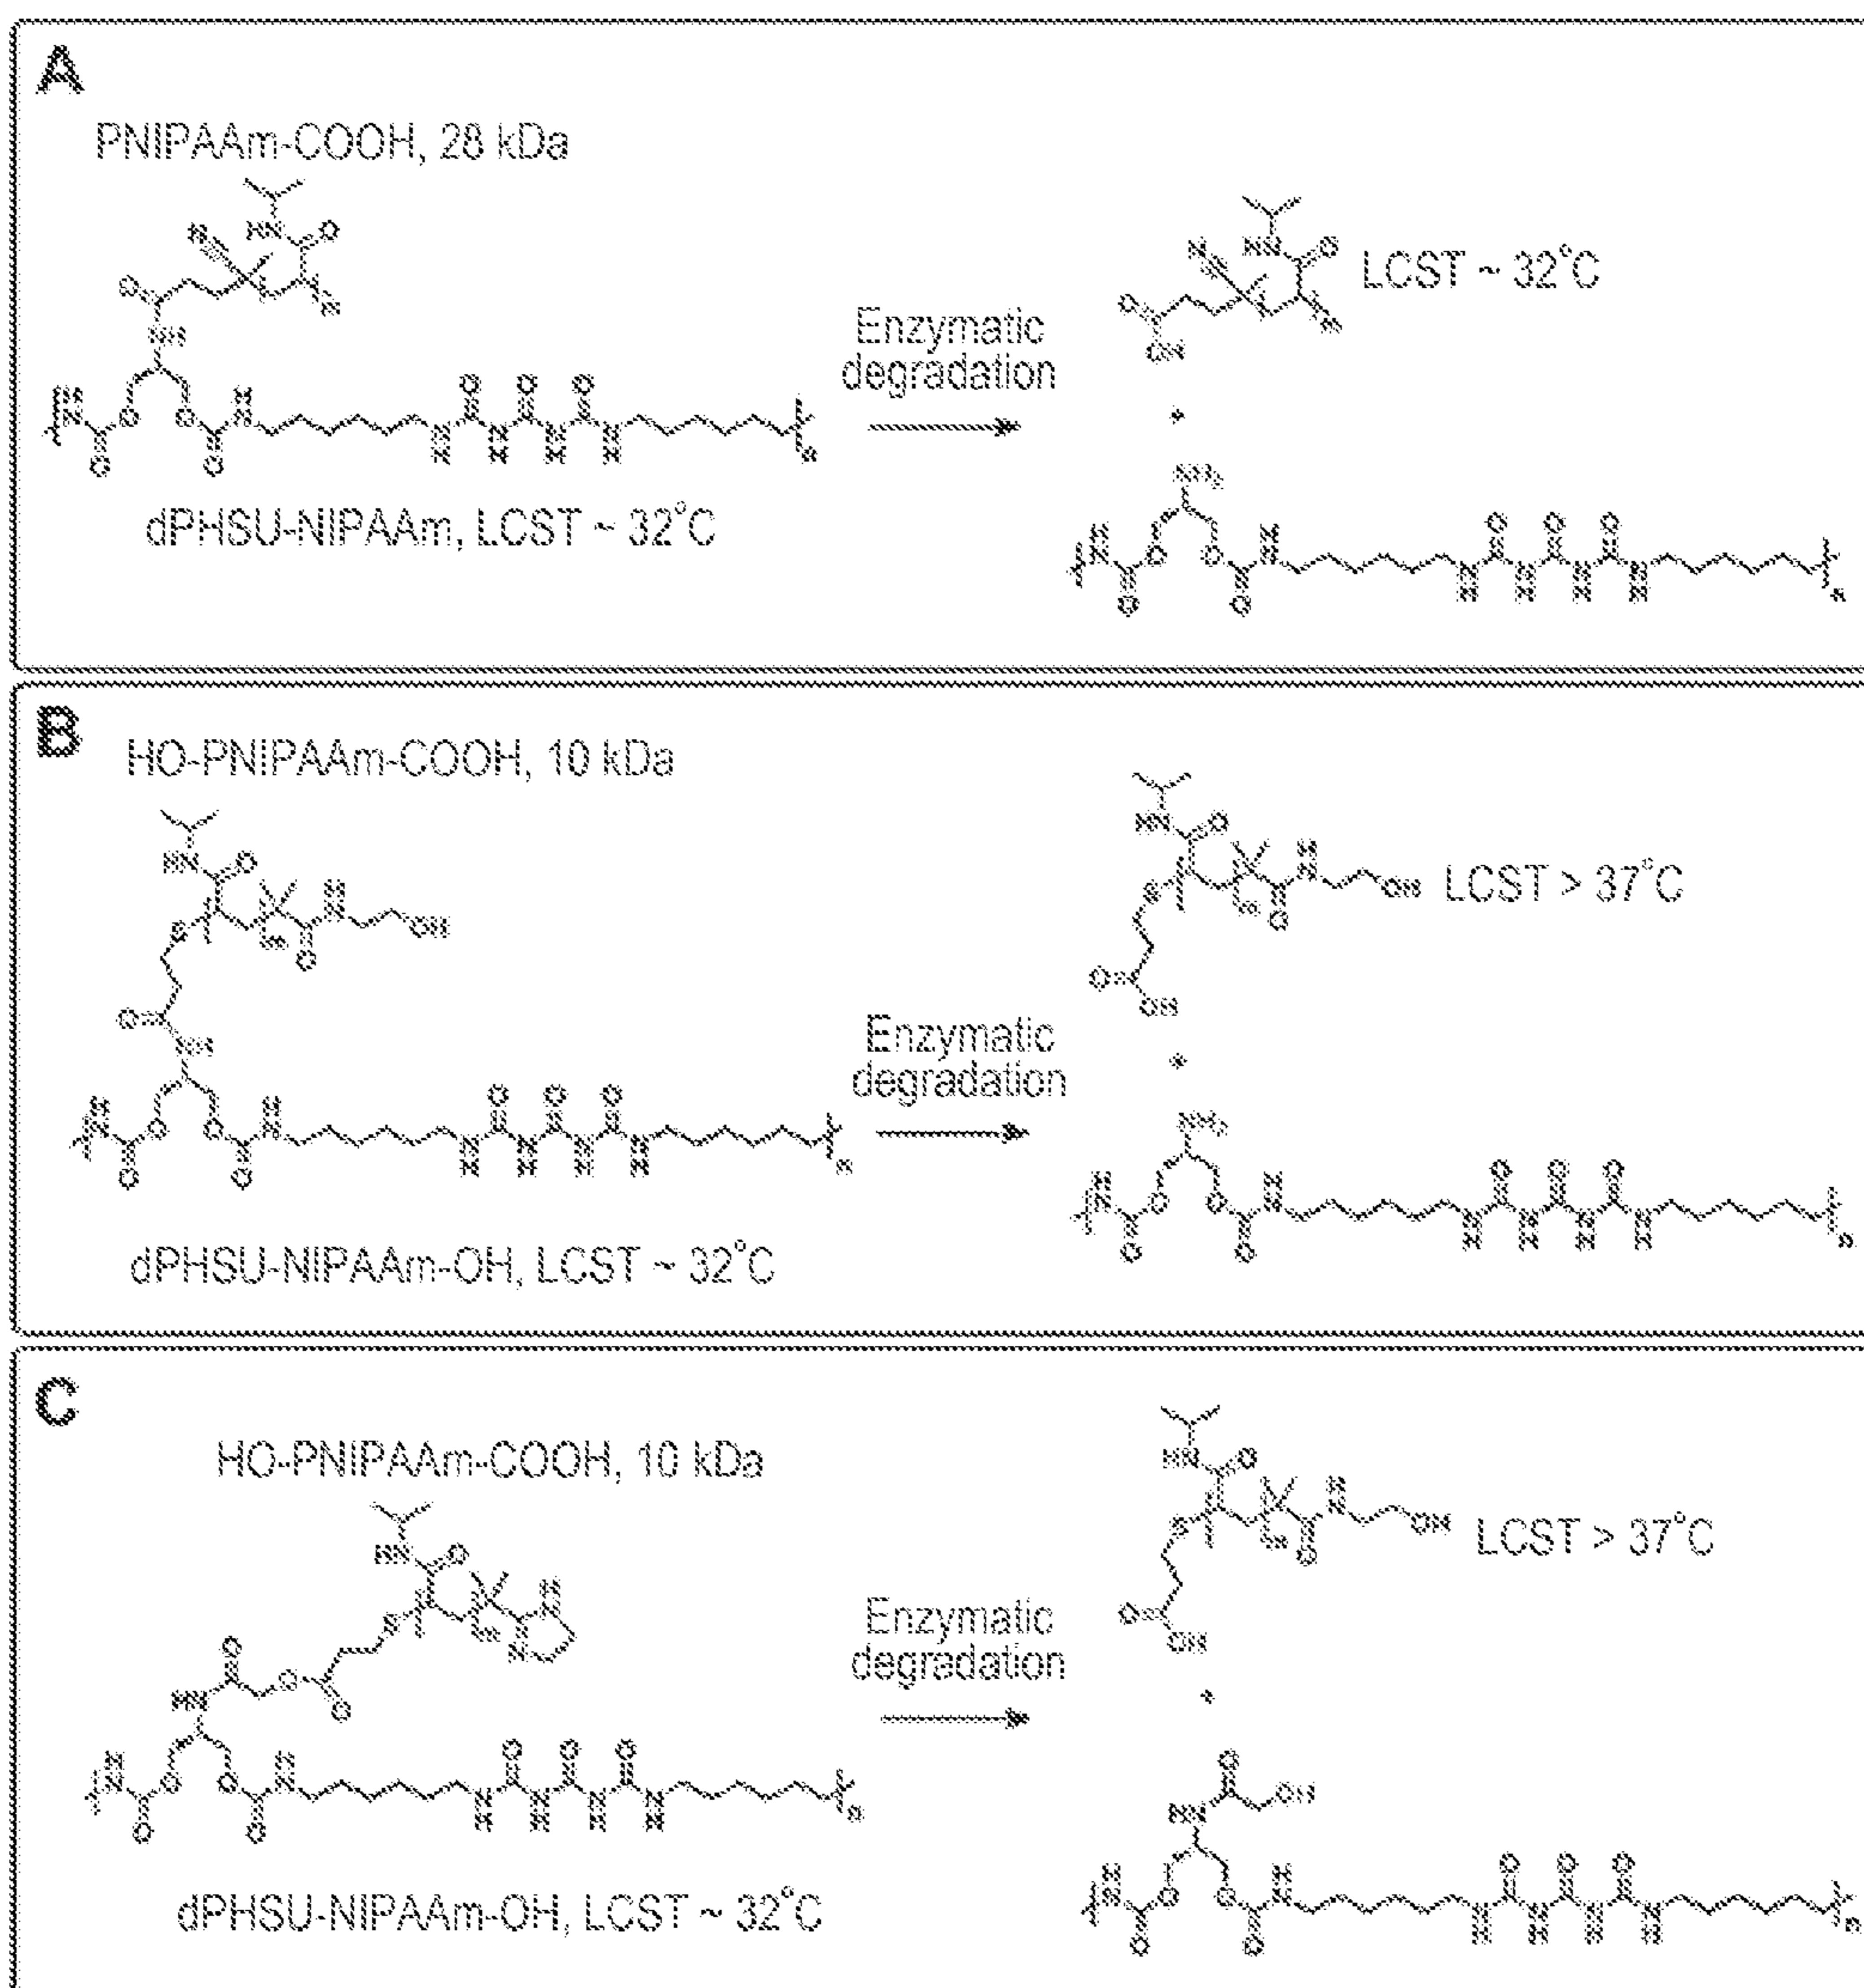 A
PNIPAAm-COOH, 28 kDa
LCST ~ 32°C
Enzymatic
degradation
dPHSU-NIPAAm, LCST ~ 32°C
B
HO-PNIPAAm-COOH, 10 kDa
LCST > 37°C
Enzymatic
degradation
dPHSU-NIPAAm-OH, LCST ~ 32°C
C
HO-PNIPAAm-COOH, 10 kDa
LCST > 37°C
Enzymatic
degradation
dPHSU-NIPAAm-OH, LCST ~ 32°C